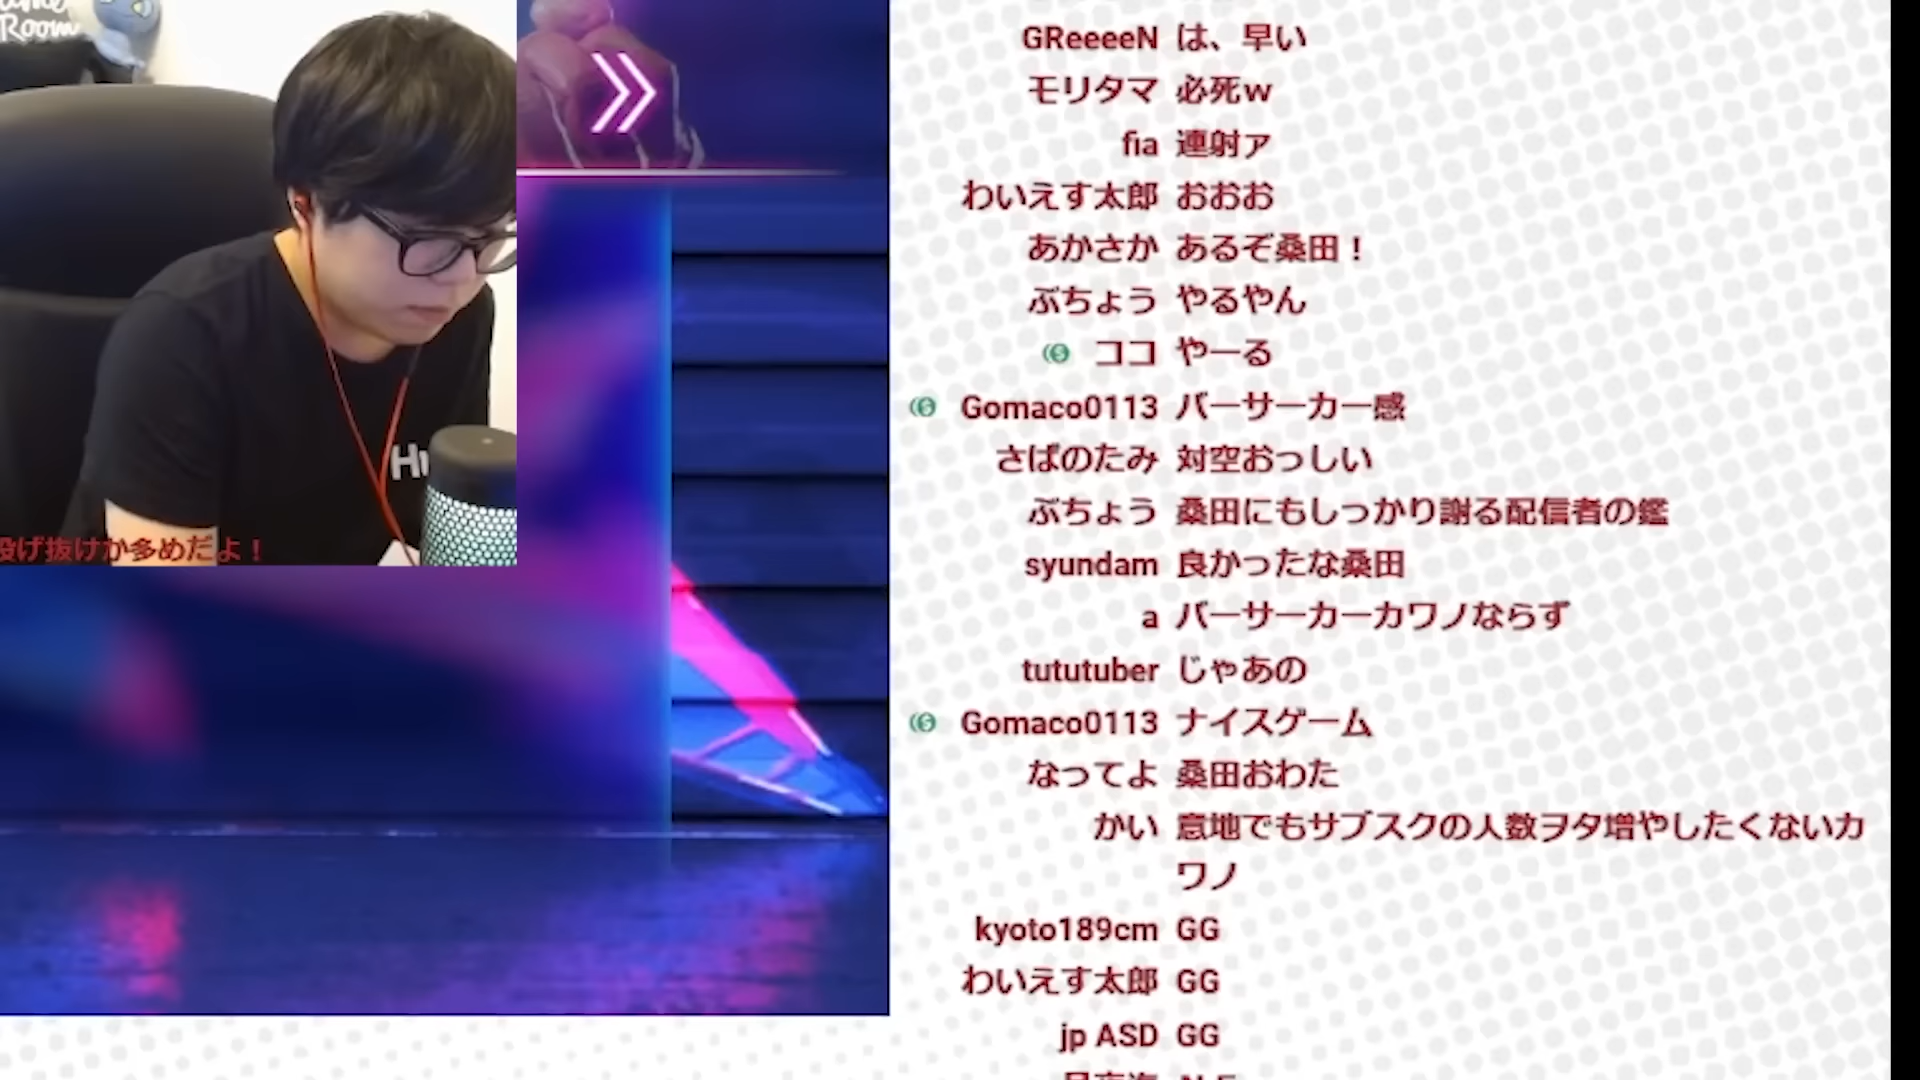 Room
Hu
投げ抜けが多めだよ！
GReeeeN は、早い
モリタマ 必死ｗ
fia 連射ァ
わいえす太郎 おおお
あかさか あるぞ桑田！
ぶちょう やるやん
ココ やーる
Gomaco0113 バーサーカー感
さばのたみ 対空おっしい
ぶちょう 桑田にもしっかり謝る配信者の鑑
syundam 良かったな桑田
a バーサーカーカワノならず
tututuber じゃあの
Gomaco0113 ナイスゲーム
なってよ 桑田おわた
かい 意地でもサブスクの人数ヲタ増やしたくないカ
ワノ
kyoto189cm GG
わいえす太郎 GG
jp ASD GG